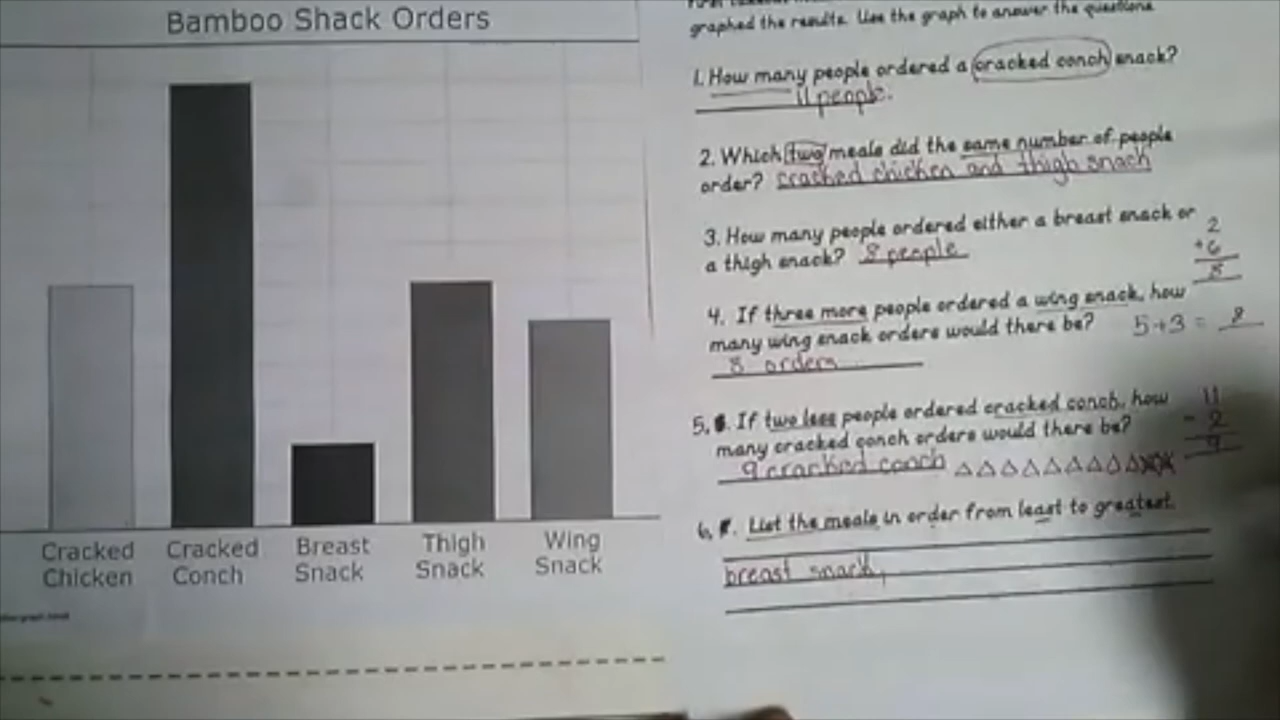 Bamboo Shack Orders
Cracked Chicken
Cracked Conch
Breast Snack
Thigh Snack
Wing Snack
graphed the results. Use the graph to answer the questions
1. How many people ordered a cracked conch snack?
11 people.
2. Which two meals did the same number of people
order? cracked chicken and thigh snack
3. How many people ordered either a breast snack or
a thigh snack? 8 people
2
+6
8
4. If three more people ordered a wing snack, how
many wing snack orders would there be? 5+3 = 8
8 orders
5. If two less people ordered cracked conch, how
many cracked conch orders would there be?
9 cracked conch
11
- 2
9
6. List the meals in order from least to greatest.
breast snack,